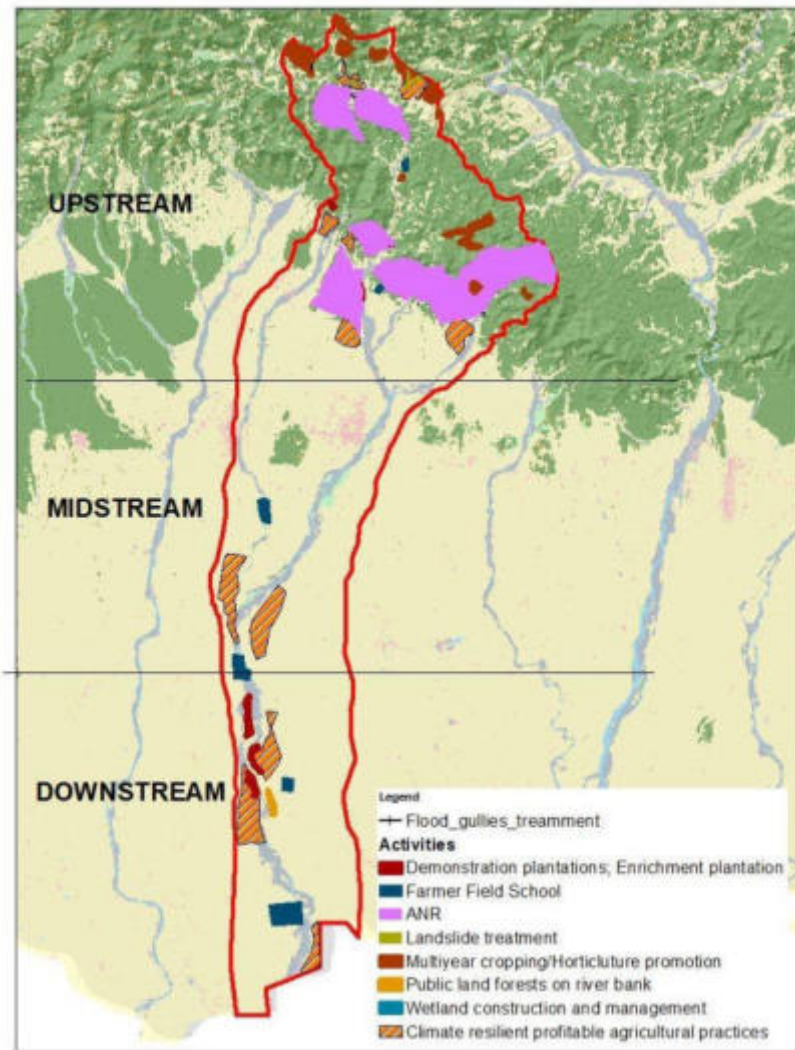 UPSTREAM
MIDSTREAM
DOWNSTREAM
Legend
Flood_gullies_treamment
Activities
Demonstration plantations; Enrichment plantation
Farmer Field School
ANR
Landslide treatment
Multiyear cropping/Horticluture promotion
Public land forests on river bank
Wetland construction and management
Climate resilient profitable agricultural practices